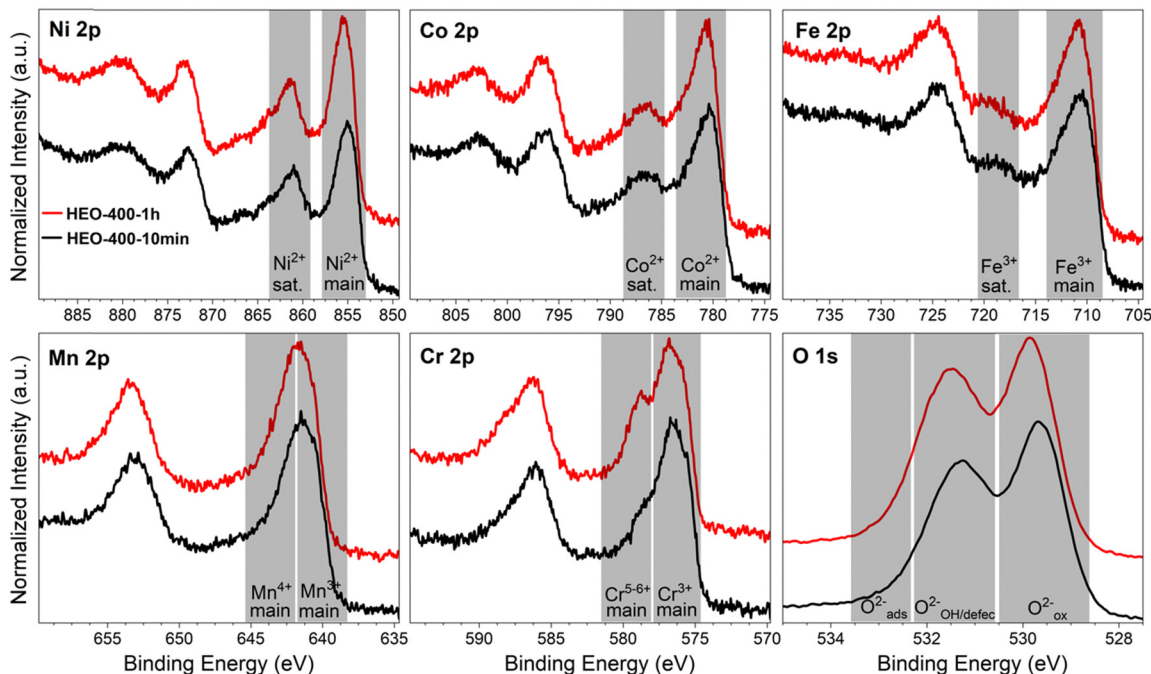 Ni 2p
Co 2p
Fe 2p
Normalized Intensity (a.u.)
HEO-400-1h
HEO-400-10min
Ni2+ Ni2+
sat. main
Co2+ Co2+
sat. main
Fe3+ Fe3+
sat. main
885 880 875 870 865 860 855 850
805 800 795 790 785 780 775
735 730 725 720 715 710 705
Mn 2p
Cr 2p
O 1s
Normalized Intensity (a.u.)
Mn4+ Mn3+
main main
Cr5-6+ Cr3+
main main
O2-ads O2-OH/defec O2-ox
655 650 645 640 635
590 585 580 575 570
534 532 530 528
Binding Energy (eV)
Binding Energy (eV)
Binding Energy (eV)